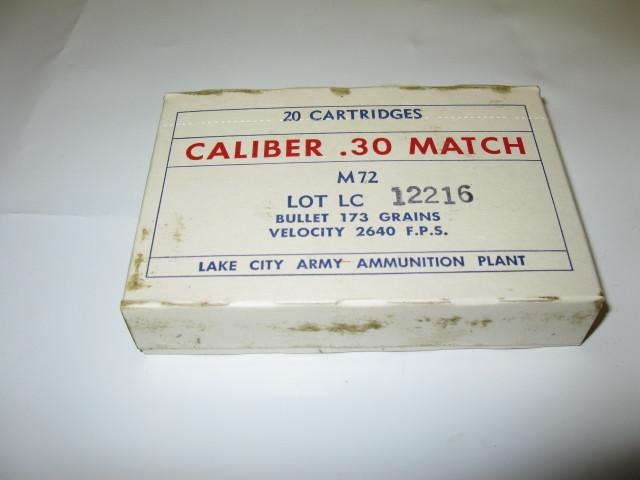 20 CARTRIDGES
CALIBER .30 MATCH
M72
LOT LC 12216
BULLET 173 GRAINS
VELOCITY 2640 F.P.S.
LAKE CITY ARMY AMMUNITION PLANT